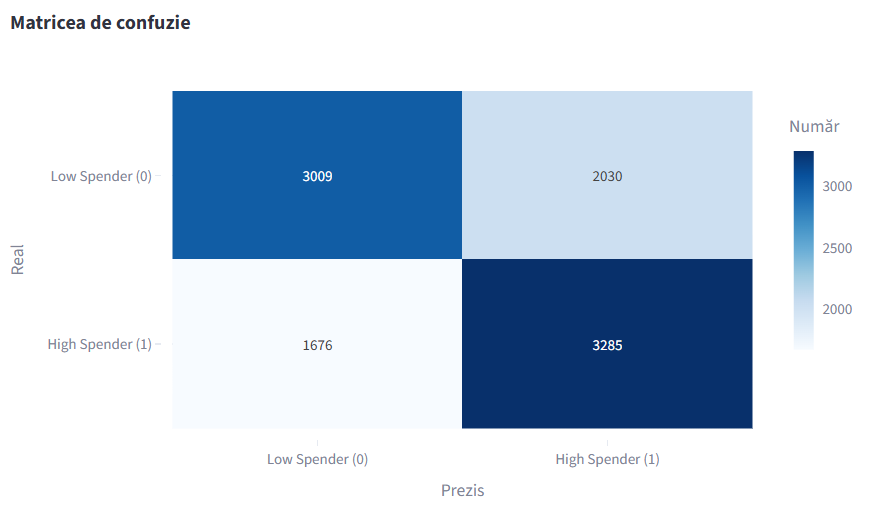 Matricea de confuzie
Număr
Low Spender (0)
3009
2030
3000
2500
2000
Real
High Spender (1)
1676
3285
Low Spender (0)
High Spender (1)
Prezis